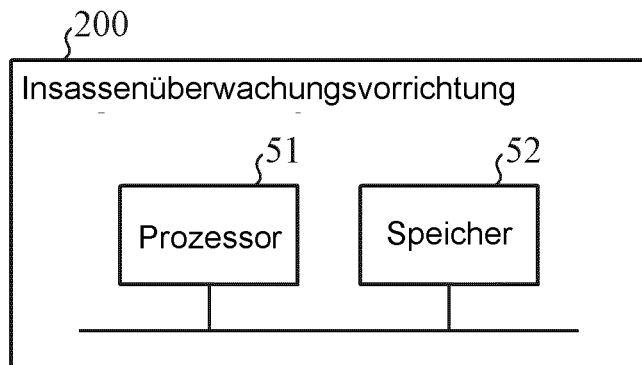 200
Insassenüberwachungsvorrichtung
51
52
Prozessor
Speicher